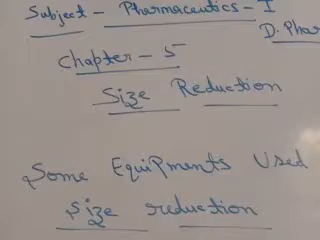 Subject - Pharmaceutics - I
D. Phar
Chapter - 5
Size Reduction
Some Equipments Used
Size reduction